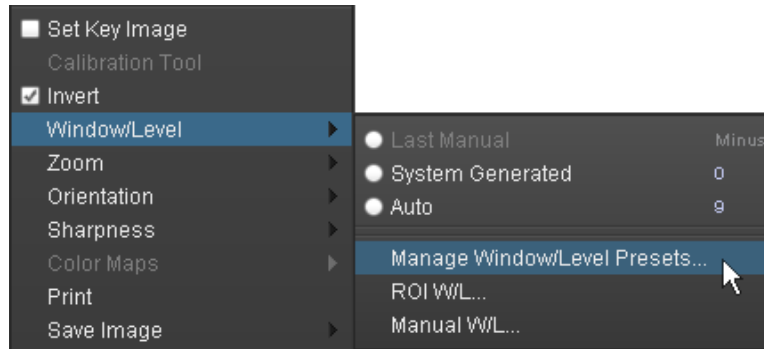 Set Key Image
Calibration Tool
Invert
Window/Level
Zoom
Orientation
Sharpness
Color Maps
Print
Save Image
Last Manual Minus
System Generated 0
Auto 9
Manage Window/Level Presets...
ROI W/L...
Manual W/L...